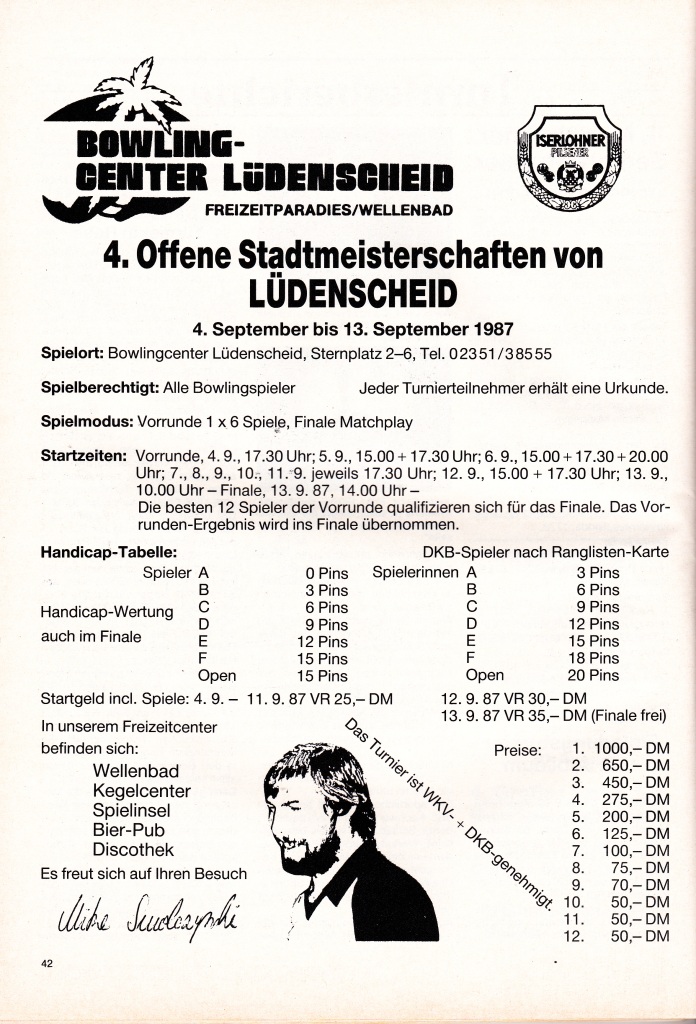 BOWLING-
CENTER LÜDENSCHEID
FREIZEITPARADIES/WELLENBAD
ISERLOHNER
PILSENER
4. Offene Stadtmeisterschaften von
LÜDENSCHEID
4. September bis 13. September 1987
Spielort: Bowlingcenter Lüdenscheid, Sternplatz 2–6, Tel. 02351/38555
Spielberechtigt: Alle Bowlingspieler Jeder Turnierteilnehmer erhält eine Urkunde.
Spielmodus: Vorrunde 1 x 6 Spiele, Finale Matchplay
Startzeiten: Vorrunde, 4. 9., 17.30 Uhr; 5. 9., 15.00 + 17.30 Uhr; 6. 9., 15.00 + 17.30 + 20.00
Uhr; 7., 8., 9., 10., 11. 9. jeweils 17.30 Uhr; 12. 9., 15.00 + 17.30 Uhr; 13. 9.,
10.00 Uhr – Finale, 13. 9. 87, 14.00 Uhr –
Die besten 12 Spieler der Vorrunde qualifizieren sich für das Finale. Das Vor-
runden-Ergebnis wird ins Finale übernommen.
Handicap-Tabelle: DKB-Spieler nach Ranglisten-Karte
Spieler A 0 Pins Spielerinnen A 3 Pins
B 3 Pins B 6 Pins
C 6 Pins C 9 Pins
Handicap-Wertung
D 9 Pins D 12 Pins
auch im Finale
E 12 Pins E 15 Pins
F 15 Pins F 18 Pins
Open 15 Pins Open 20 Pins
Startgeld incl. Spiele: 4. 9. – 11. 9. 87 VR 25,– DM 12. 9. 87 VR 30,– DM
13. 9. 87 VR 35,– DM (Finale frei)
In unserem Freizeitcenter
befinden sich:
Wellenbad
Kegelcenter
Spielinsel
Bier-Pub
Discothek
Es freut sich auf Ihren Besuch
Das Turnier ist WKV- + DKB-genehmigt.
Preise: 1. 1000,– DM
2. 650,– DM
3. 450,– DM
4. 275,– DM
5. 200,– DM
6. 125,– DM
7. 100,– DM
8. 75,– DM
9. 70,– DM
10. 50,– DM
11. 50,– DM
12. 50,– DM
42